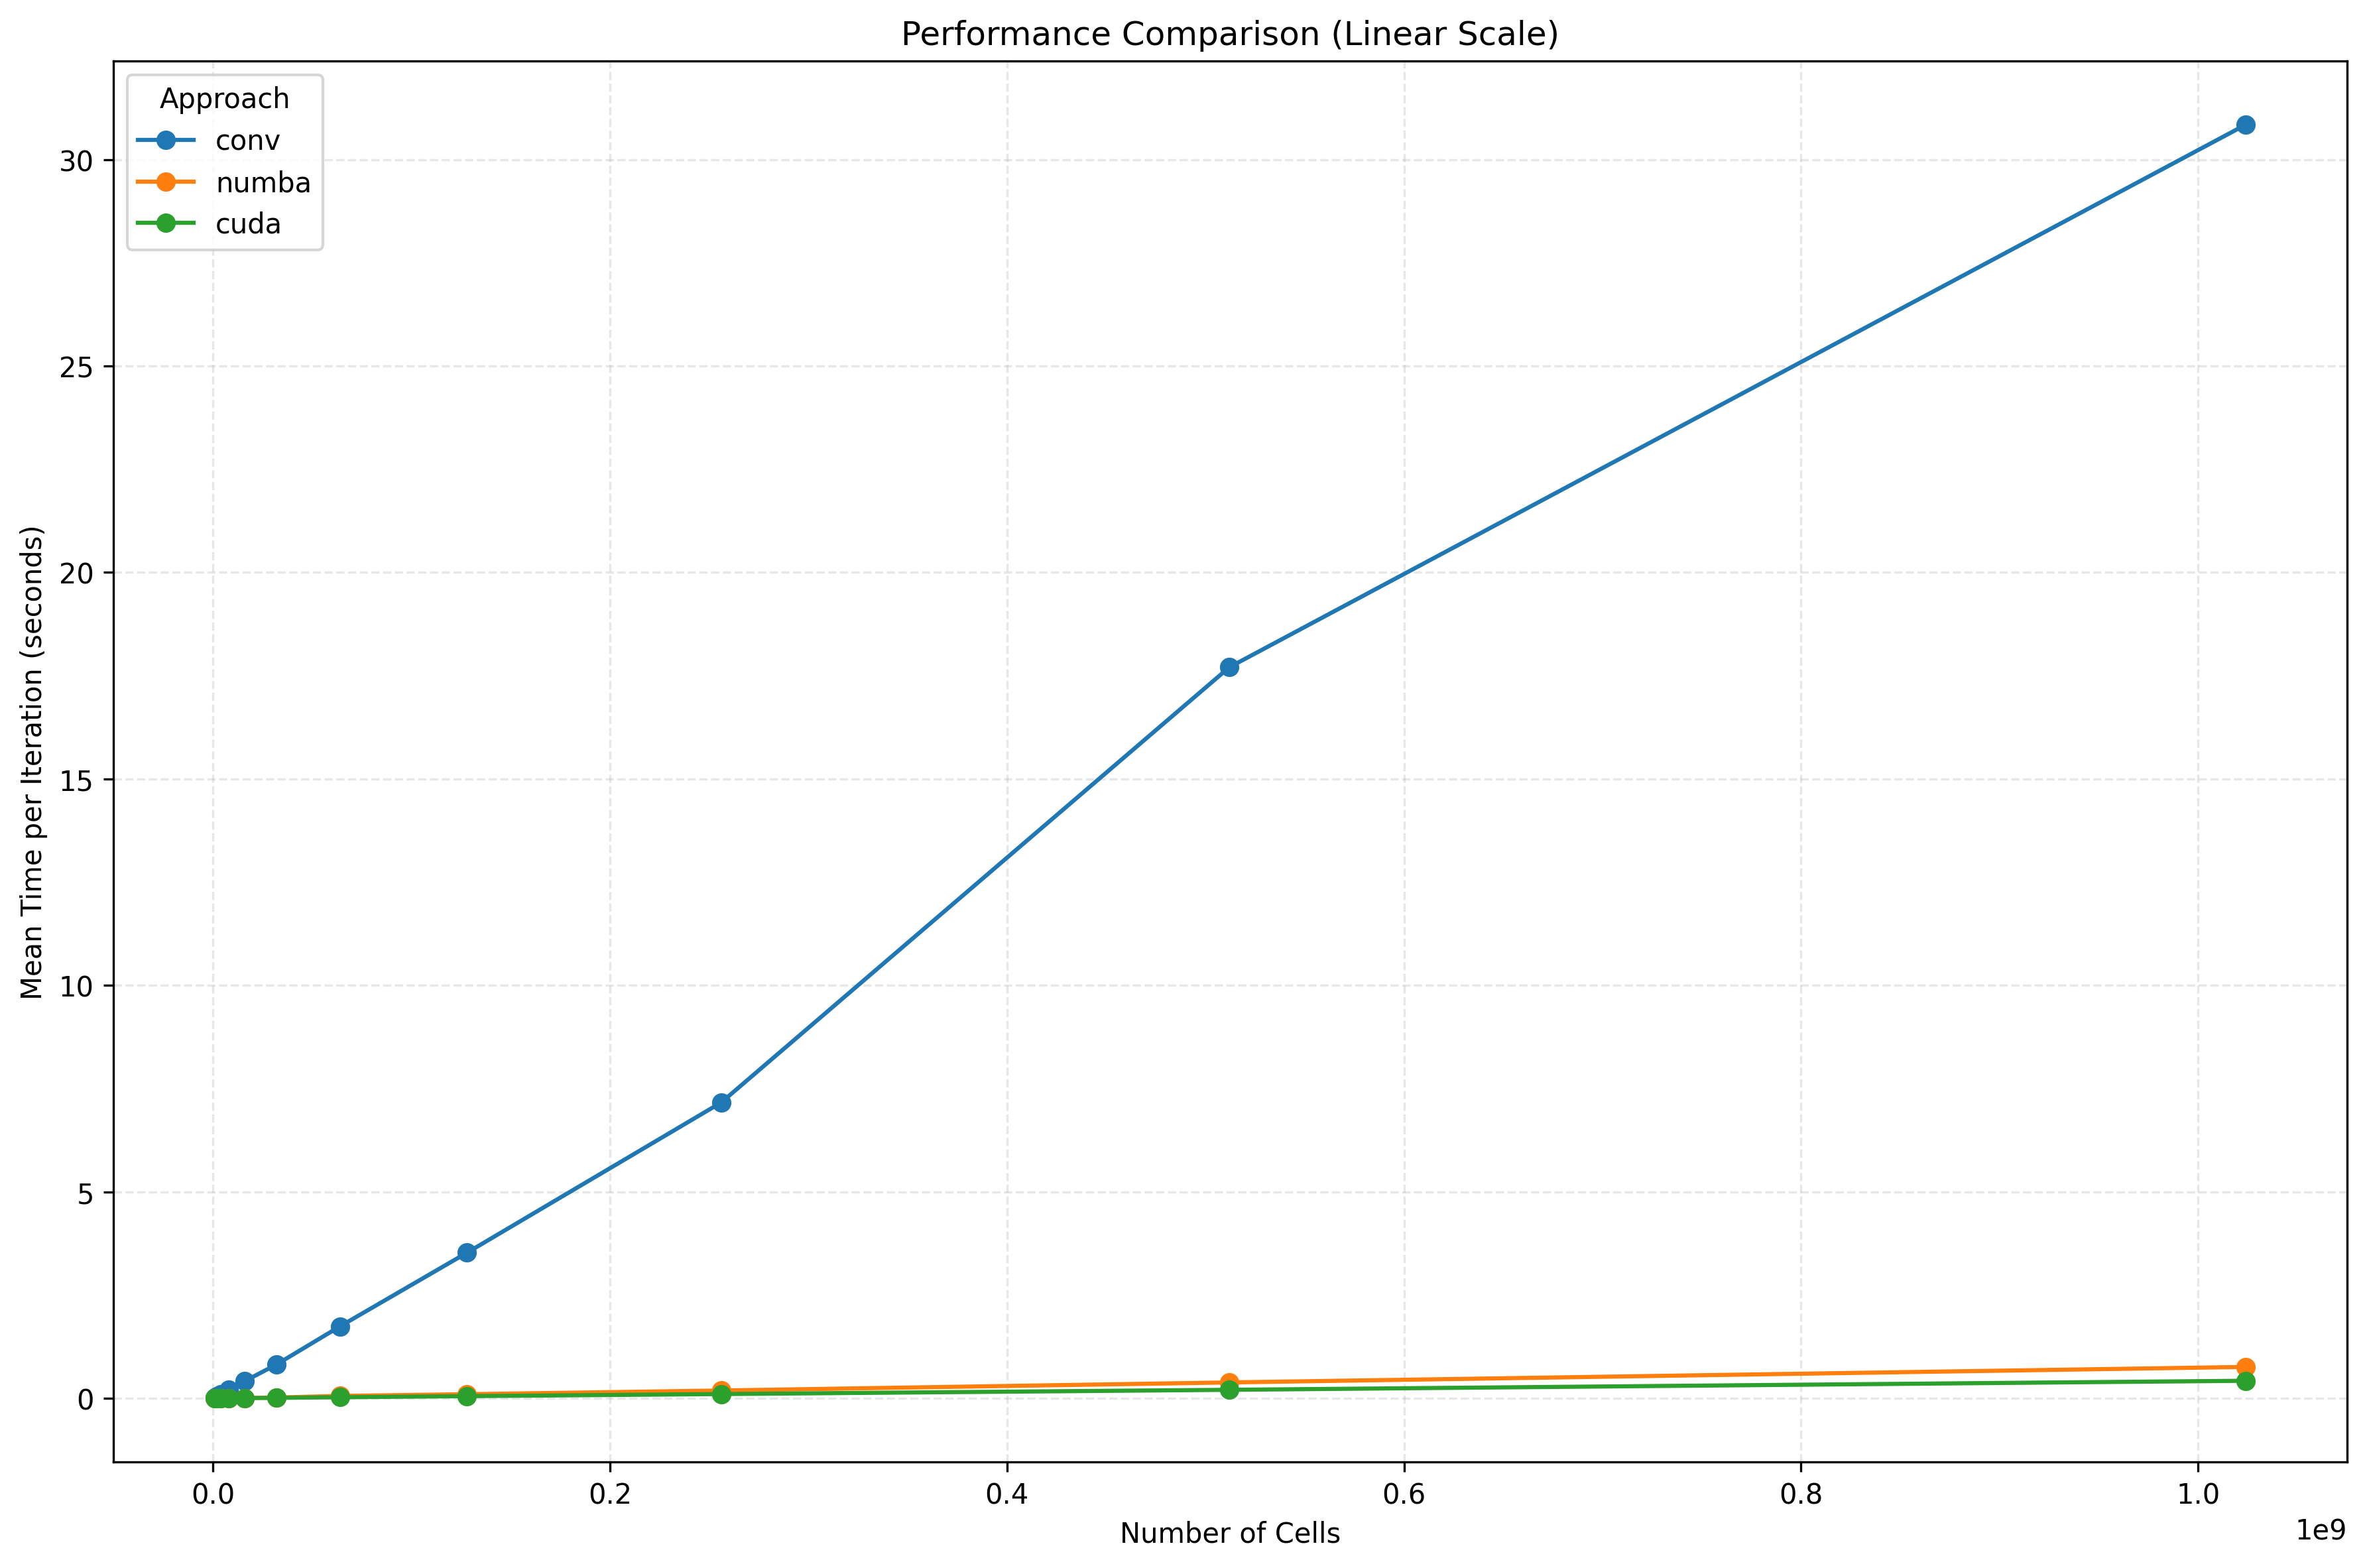 Performance Comparison (Linear Scale)
Approach
conv
numba
cuda
Mean Time per Iteration (seconds)
30
25
20
15
10
5
0
0.0 0.2 0.4 0.6 0.8 1.0
1e9
Number of Cells